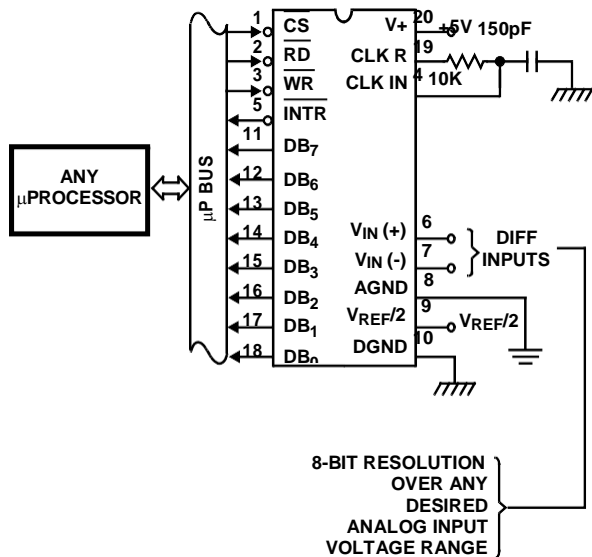 1 CS V+ 20 +5V 150pF
2 RD CLK R 19
3 WR CLK IN 4 10K
5 INTR
11 DB7
12 DB6
13 DB5
14 DB4 VIN (+) 6
15 DB3 VIN (-) 7
16 DB2 AGND 8
17 DB1 VREF/2 9 VREF/2
18 DB0 DGND 10
ANY
µPROCESSOR
µP BUS
DIFF
INPUTS
8-BIT RESOLUTION
OVER ANY
DESIRED
ANALOG INPUT
VOLTAGE RANGE